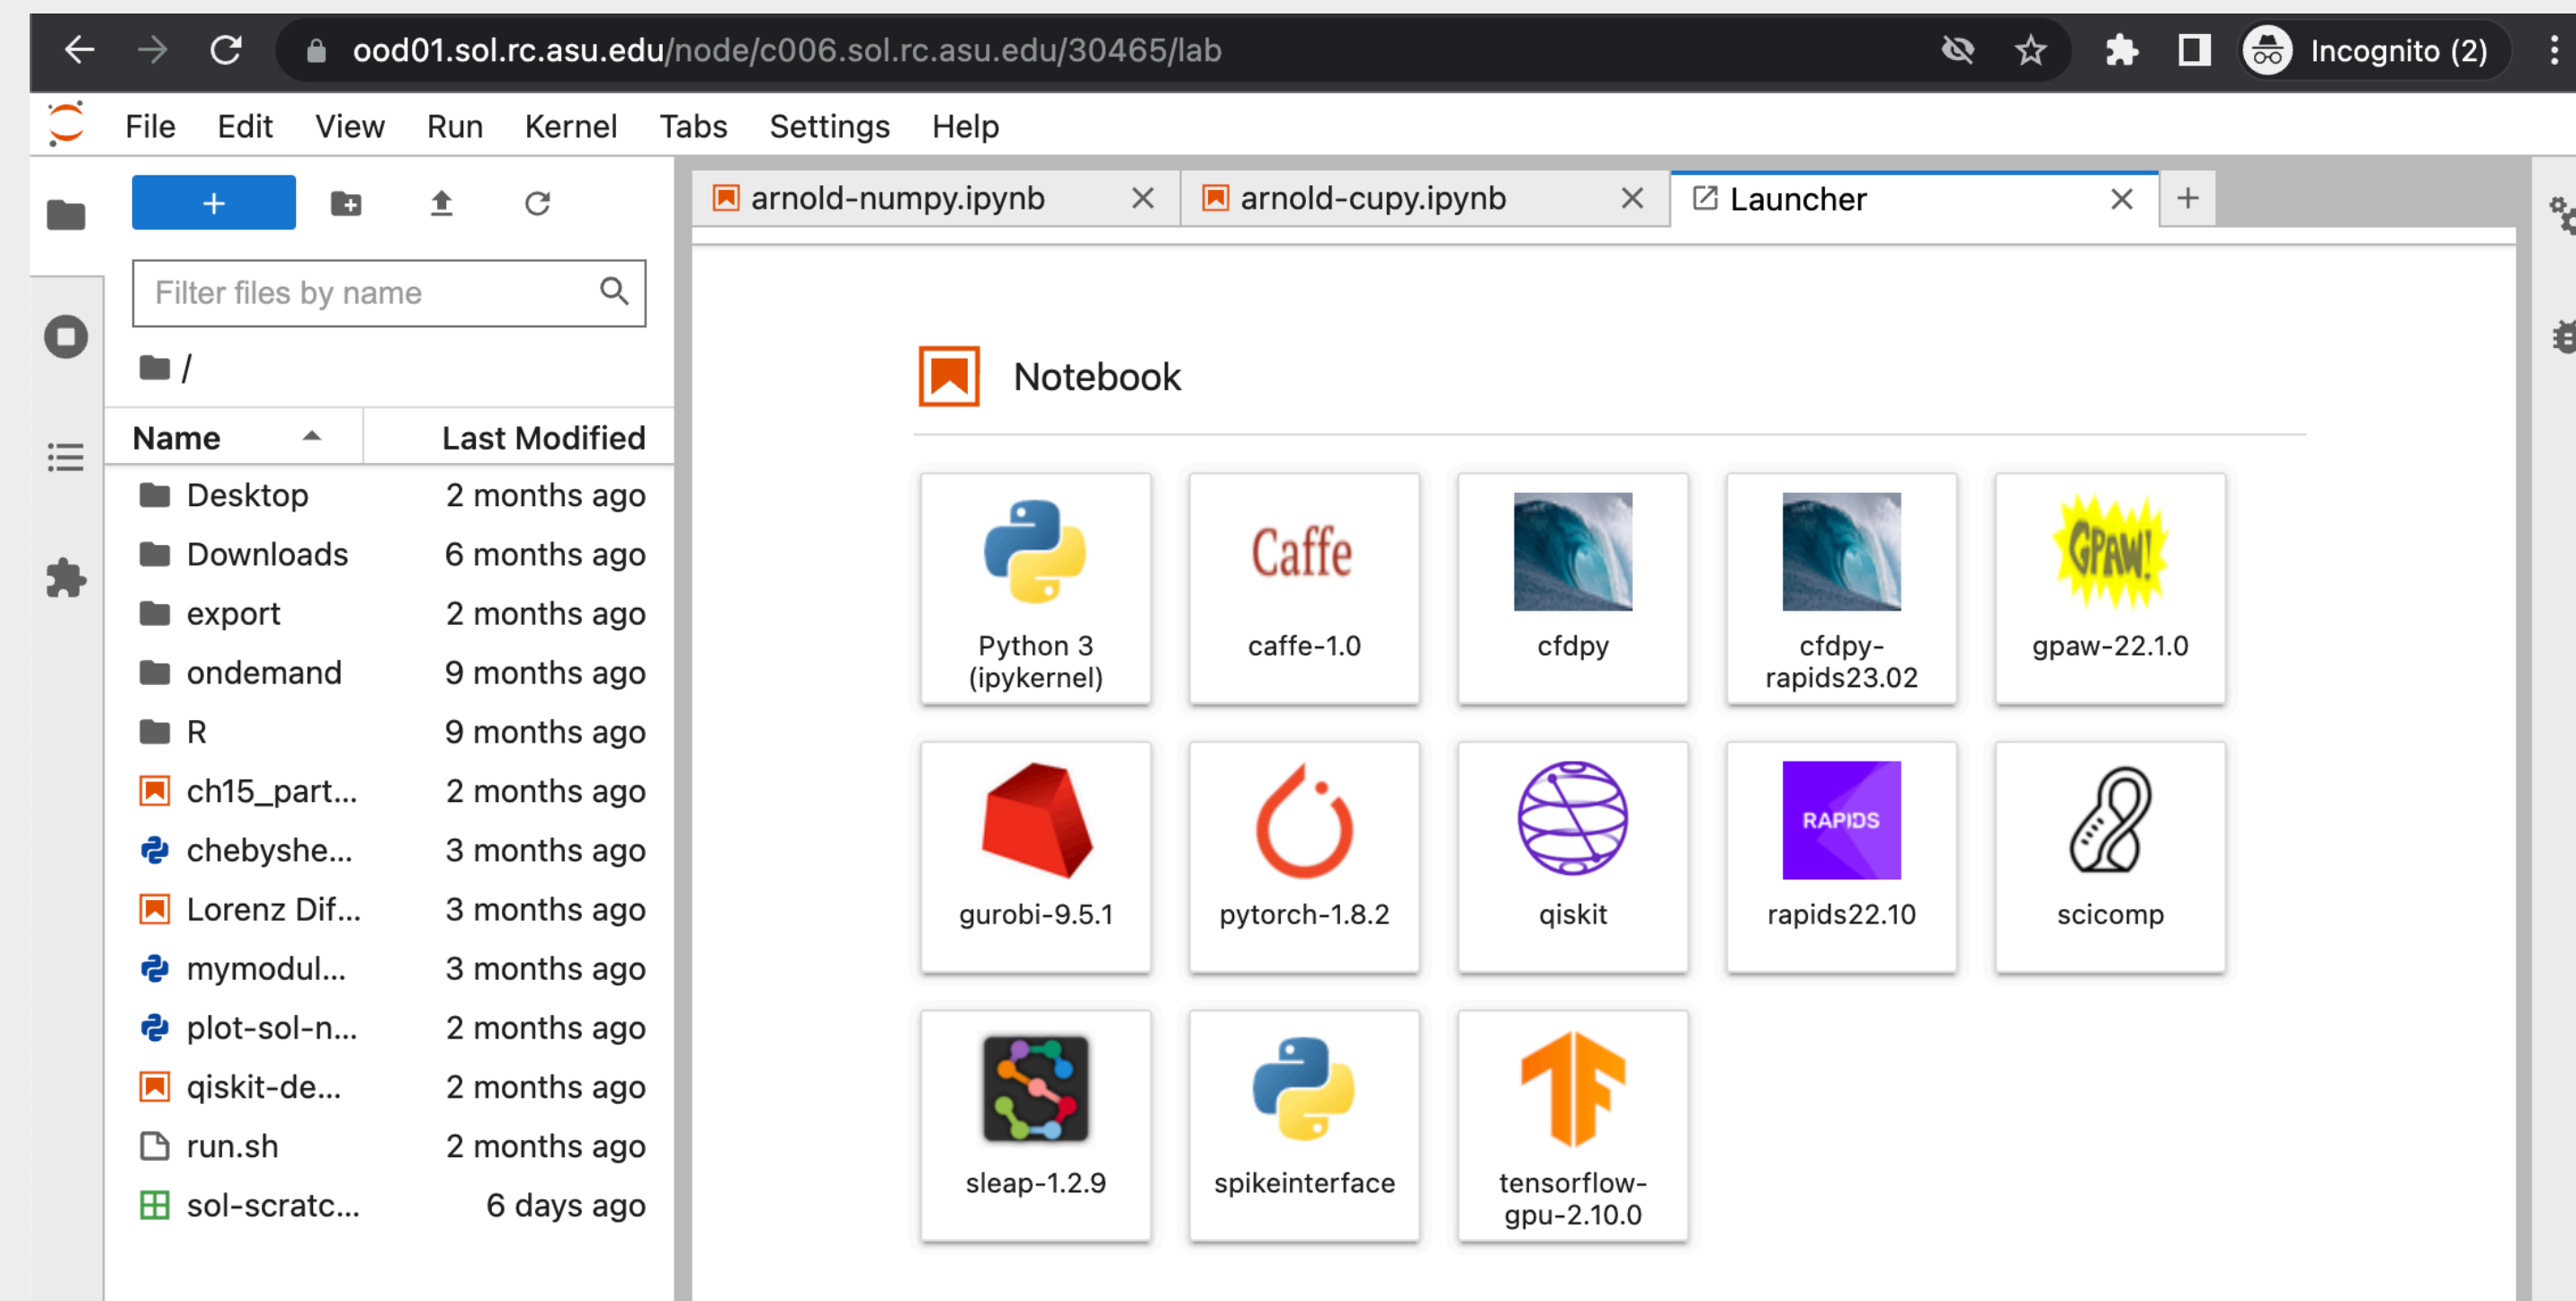 ood01.sol.rc.asu.edu/node/c006.sol.rc.asu.edu/30465/lab
Incognito (2)
File Edit View Run Kernel Tabs Settings Help
arnold-numpy.ipynb
arnold-cupy.ipynb
Launcher
Filter files by name
/
Name Last Modified
Desktop 2 months ago
Downloads 6 months ago
export 2 months ago
ondemand 9 months ago
R 9 months ago
ch15_part... 2 months ago
chebyshe... 3 months ago
Lorenz Dif... 3 months ago
mymodul... 3 months ago
plot-sol-n... 2 months ago
qiskit-de... 2 months ago
run.sh 2 months ago
sol-scratc... 6 days ago
Notebook
Python 3
(ipykernel)
Caffe
caffe-1.0
cfdpy
cfdpy-
rapids23.02
GPAW!
gpaw-22.1.0
gurobi-9.5.1
pytorch-1.8.2
qiskit
RAPIDS
rapids22.10
scicomp
sleap-1.2.9
spikeinterface
tensorflow-
gpu-2.10.0